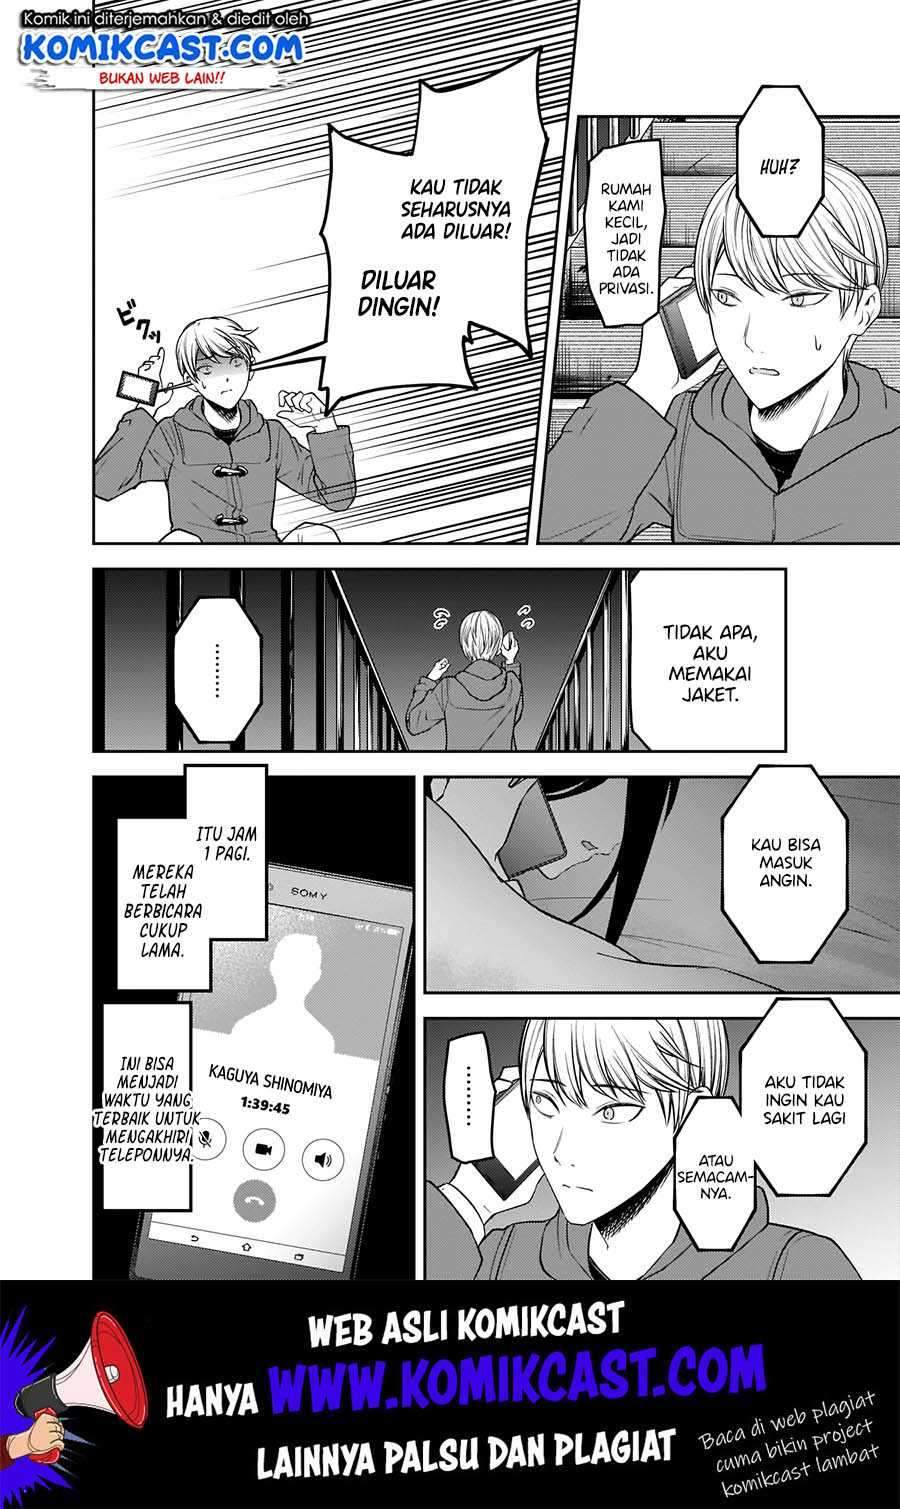 Komik ini diterjemahkan & diedit oleh
KOMIKCAST.COM
BUKAN WEB LAIN!!
HUH?
RUMAH
KAMI
KECIL,
JADI
TIDAK
ADA
PRIVASI.
KAU TIDAK
SEHARUSNYA
ADA DILUAR!
DILUAR
DINGIN!
ビクッ
TIDAK APA,
AKU
MEMAKAI
JAKET.
.........
KAU BISA
MASUK
ANGIN.
AKU TIDAK
INGIN KAU
SAKIT LAGI
ATAU
SEMACAM-
NYA.
.........
ITU JAM
1 PAGI.
MEREKA
TELAH
BERBICARA
CUKUP
LAMA.
SOMY
KAGUYA SHINOMIYA
1:39:45
INI BISA
MENJADI
WAKTU YANG
TERBAIK UNTUK
MENGAKHIRI
TELEPONNYA.
WEB ASLI KOMIKCAST
HANYA WWW.KOMIKCAST.COM
LAINNYA PALSU DAN PLAGIAT
Baca di web plagiat
cuma bikin project
komikcast lambat